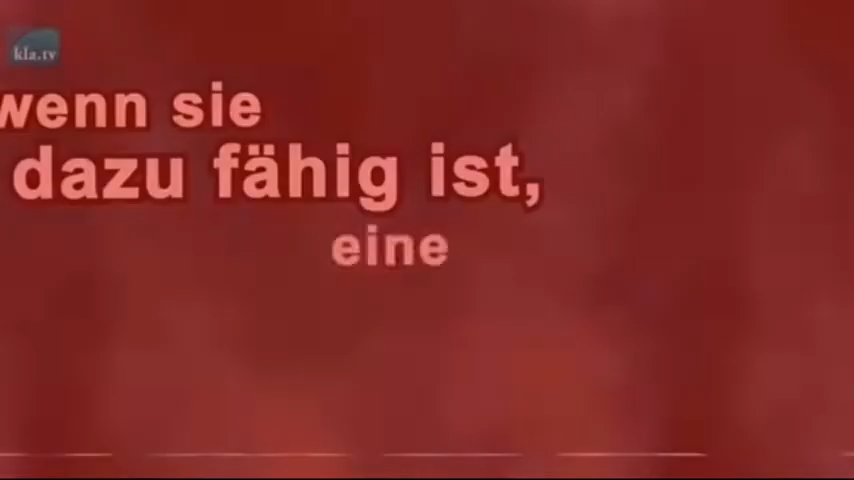 kla.tv
wenn sie
dazu fähig ist,
eine